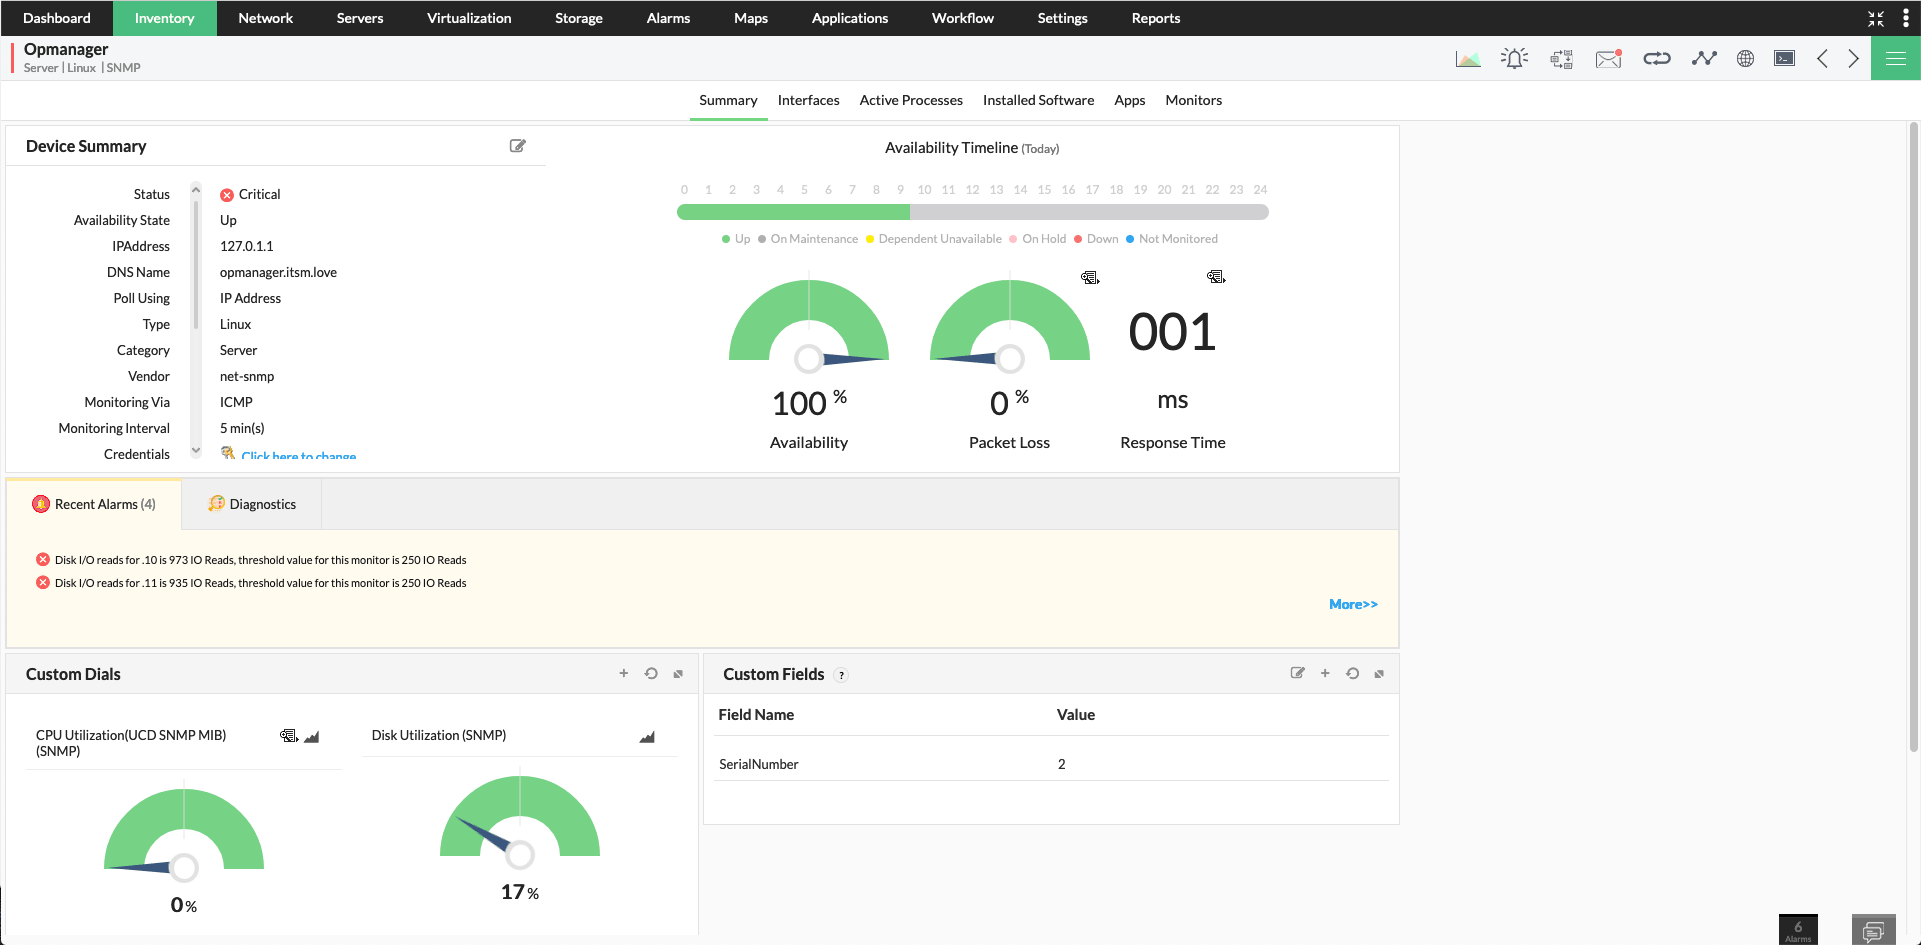 Dashboard Inventory Network Servers Virtualization Storage Alarms Maps Applications Workflow Settings Reports
Opmanager
Server | Linux | SNMP
Summary Interfaces Active Processes Installed Software Apps Monitors
Device Summary
Status Critical
Availability State Up
IPAddress 127.0.1.1
DNS Name opmanager.itsm.love
Poll Using IP Address
Type Linux
Category Server
Vendor net-snmp
Monitoring Via ICMP
Monitoring Interval 5 min(s)
Credentials Click here to change
Availability Timeline (Today)
0 1 2 3 4 5 6 7 8 9 10 11 12 13 14 15 16 17 18 19 20 21 22 23 24
Up On Maintenance Dependent Unavailable On Hold Down Not Monitored
001
100 % 0 % ms
Availability Packet Loss Response Time
Recent Alarms (4) Diagnostics
Disk I/O reads for .10 is 973 IO Reads, threshold value for this monitor is 250 IO Reads
Disk I/O reads for .11 is 935 IO Reads, threshold value for this monitor is 250 IO Reads
More>>
Custom Dials
CPU Utilization(UCD SNMP MIB)
(SNMP)
0 %
Disk Utilization (SNMP)
17 %
Custom Fields ?
Field Name Value
SerialNumber 2
6
Alarms